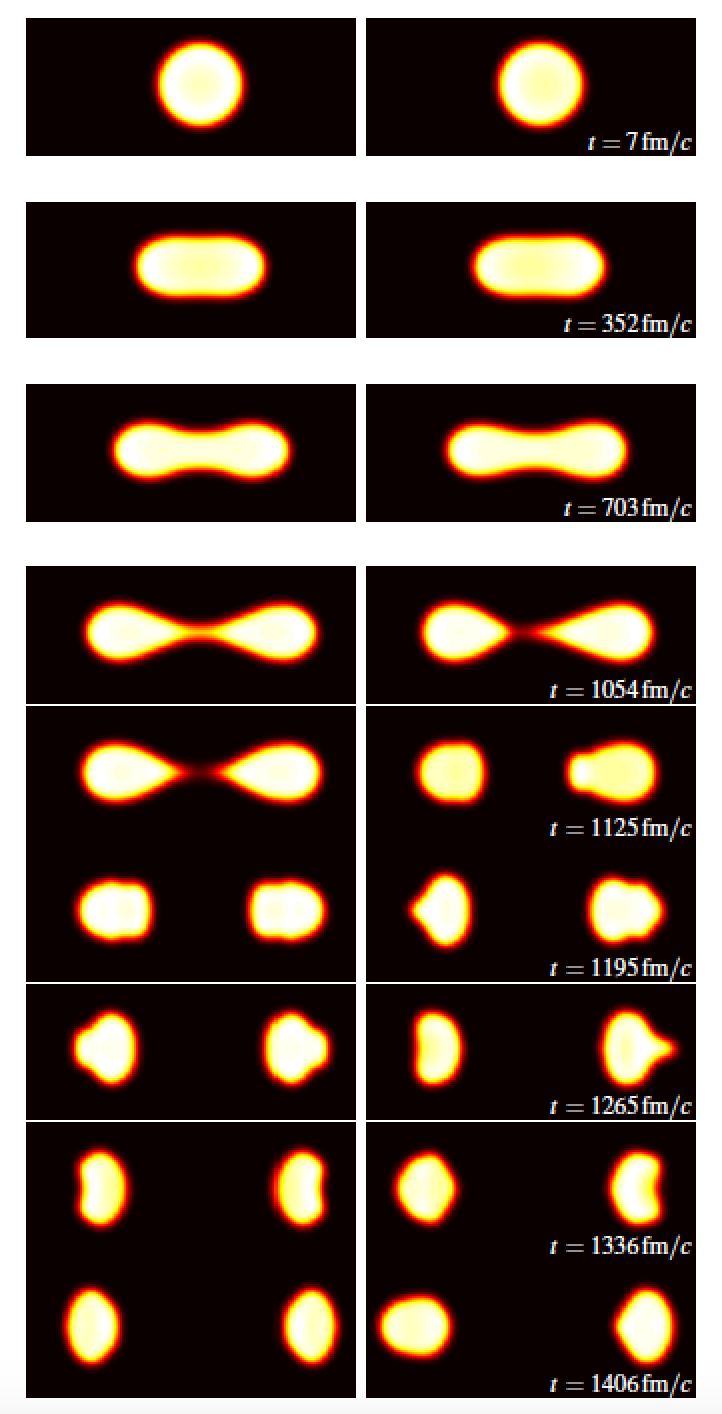 t = 7 fm/c
t = 352 fm/c
t = 703 fm/c
t = 1054 fm/c
t = 1125 fm/c
t = 1195 fm/c
t = 1265 fm/c
t = 1336 fm/c
t = 1406 fm/c